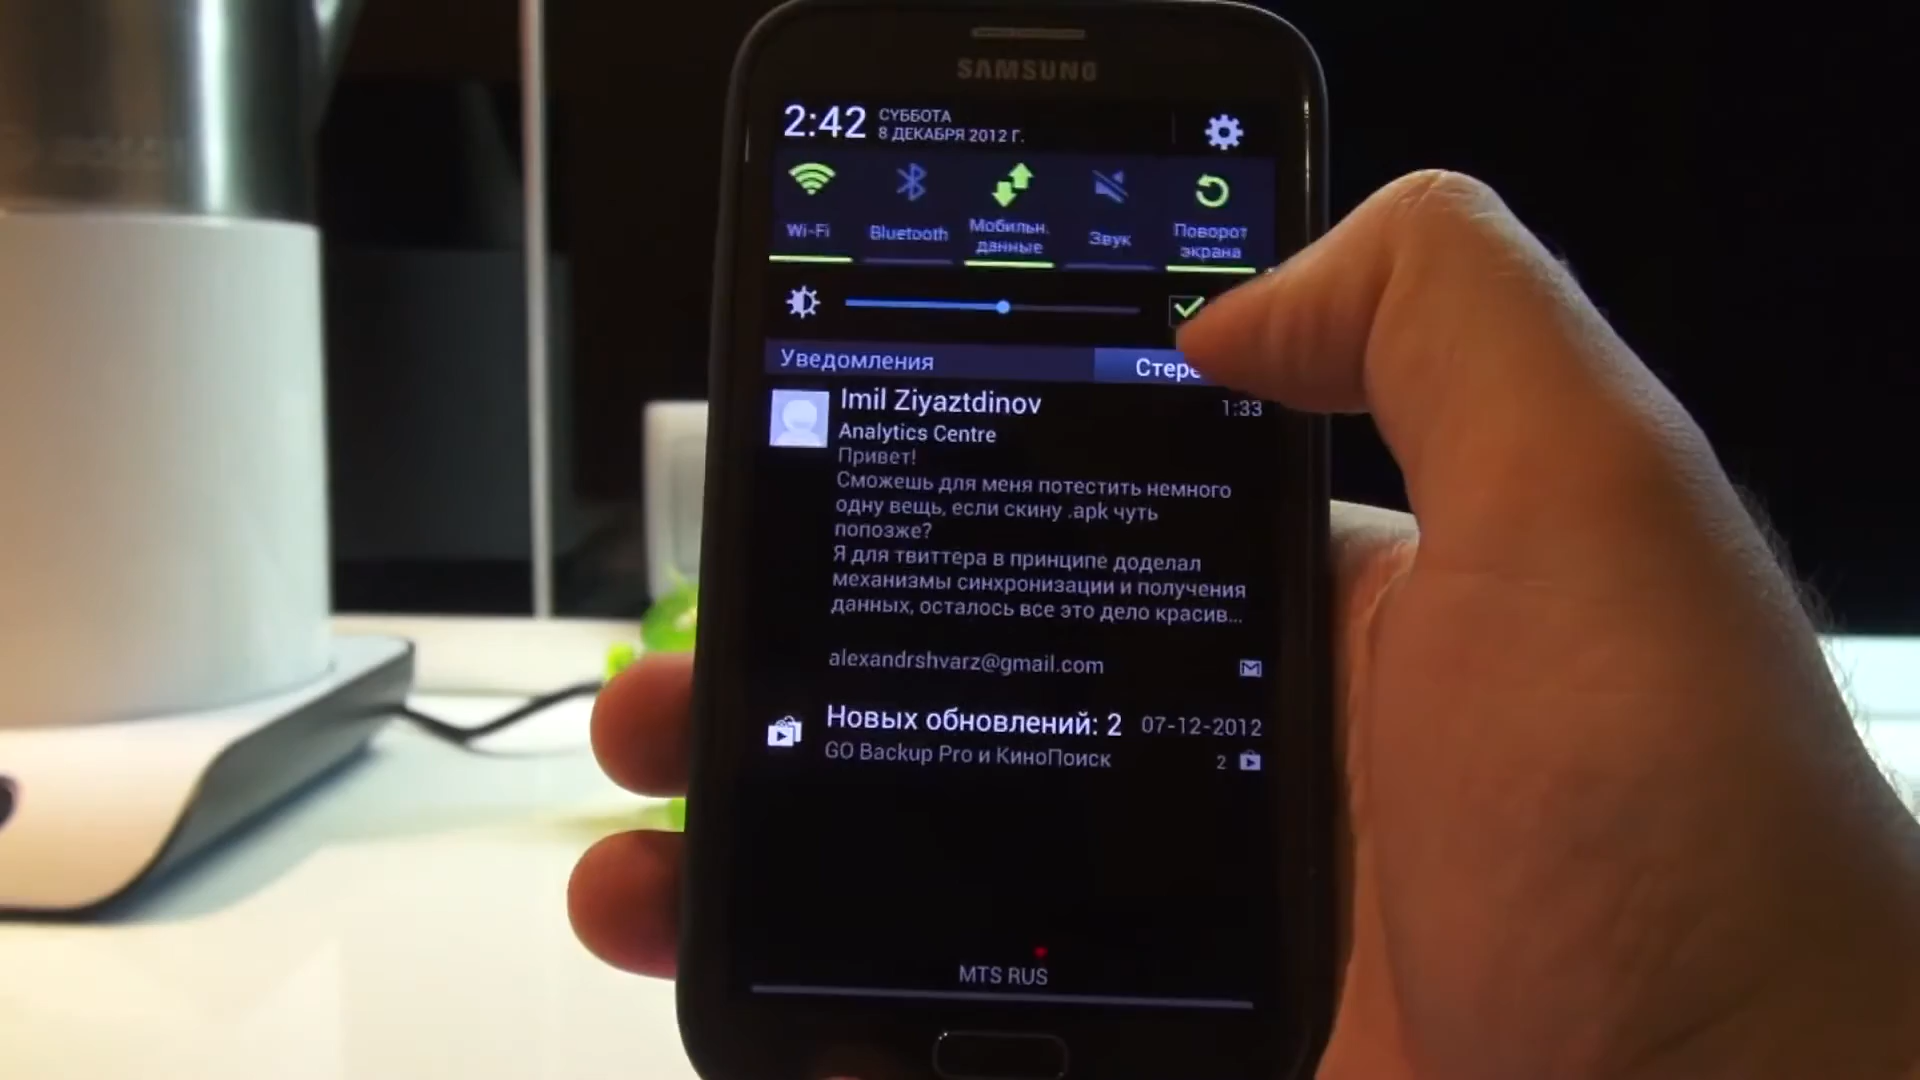 SAMSUNG
2:42
СУББОТА
8 ДЕКАБРЯ 2012 Г.
Wi-Fi
Bluetooth
Мобильн.
данные
Звук
Поворот
экрана
Уведомления
Imil Ziyaztdinov
1:33
Analytics Centre
Привет!
Сможешь для меня потестить немного
одну вещь, если скину .apk чуть
попозже?
Я для твиттера в принципе доделал
механизмы синхронизации и получения
данных, осталось все это дело красив...
alexandrshvarz@gmail.com
Новых обновлений: 2
07-12-2012
GO Backup Pro и КиноПоиск
2
MTS RUS